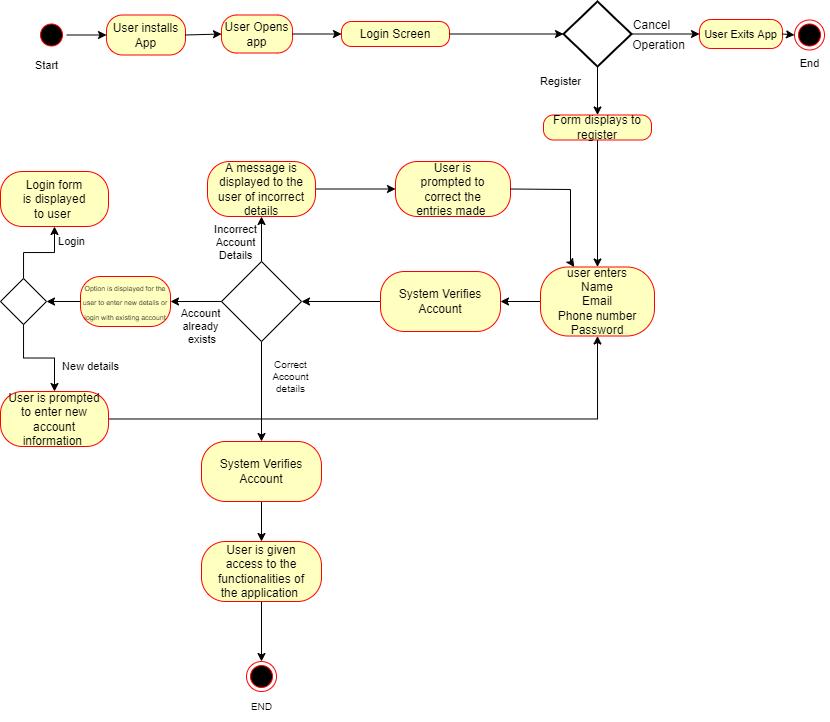 User installs
App
User Opens
app
Login Screen
Cancel
Operation
User Exits App
Start
End
Register
Form displays to
register
A message is
displayed to the
user of incorrect
details
User is
prompted to
correct the
entries made
Login form
is displayed
to user
Incorrect
Account
Details
Login
user enters
Name
Email
Phone number
Password
System Verifies
Account
Option is displayed for the
user to enter new details or
login with existing account
Account
already
exists
New details
Correct
Account
details
User is prompted
to enter new
account
information
System Verifies
Account
User is given
access to the
functionalities of
the application
END